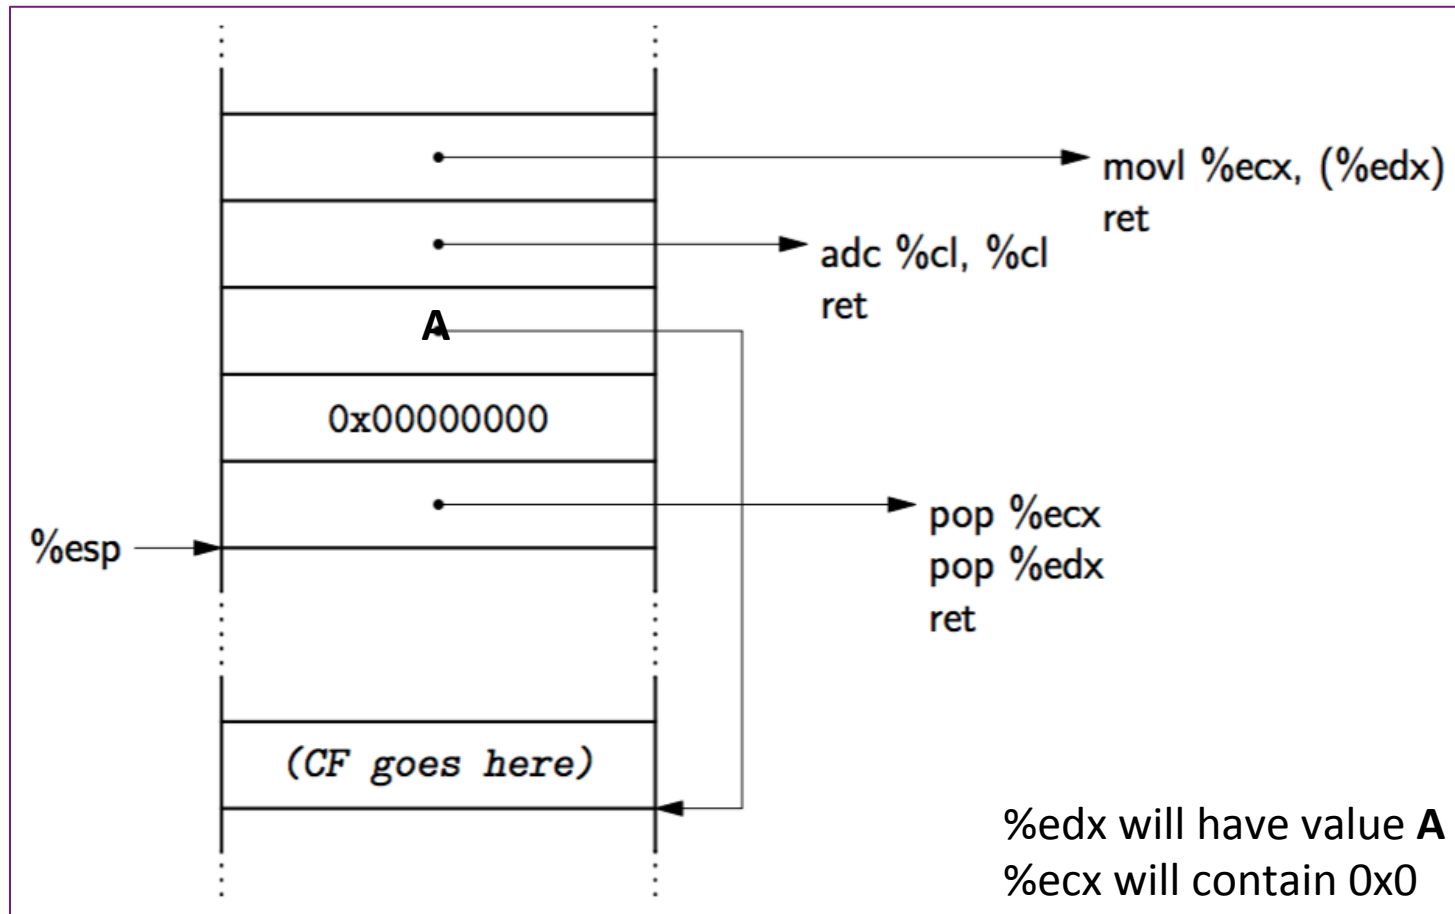 movl %ecx, (%edx)
ret
adc %cl, %cl
ret
A
0x00000000
pop %ecx
%esp
pop %edx
ret
(CF goes here)
%edx will have value A
%ecx will contain 0x0